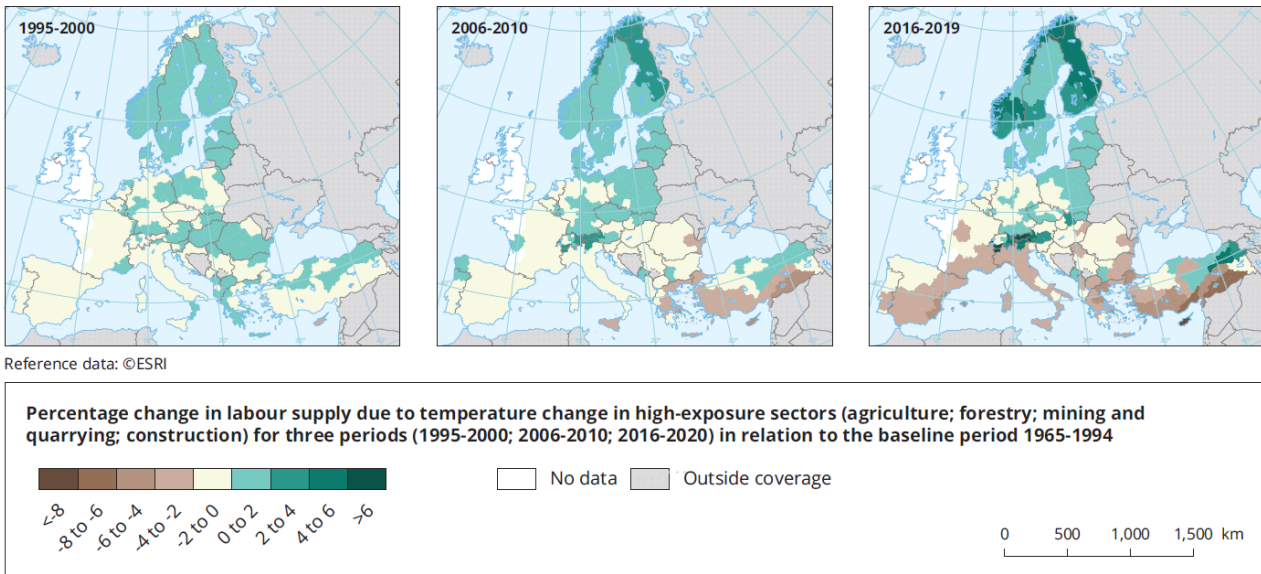 1995-2000
2006-2010
2016-2019
Reference data: ©ESRI
Percentage change in labour supply due to temperature change in high-exposure sectors (agriculture; forestry; mining and
quarrying; construction) for three periods (1995-2000; 2006-2010; 2016-2020) in relation to the baseline period 1965-1994
<-8
-8 to -6
-6 to -4
-4 to -2
-2 to 0
0 to 2
2 to 4
4 to 6
>6
No data
Outside coverage
0 500 1,000 1,500 km